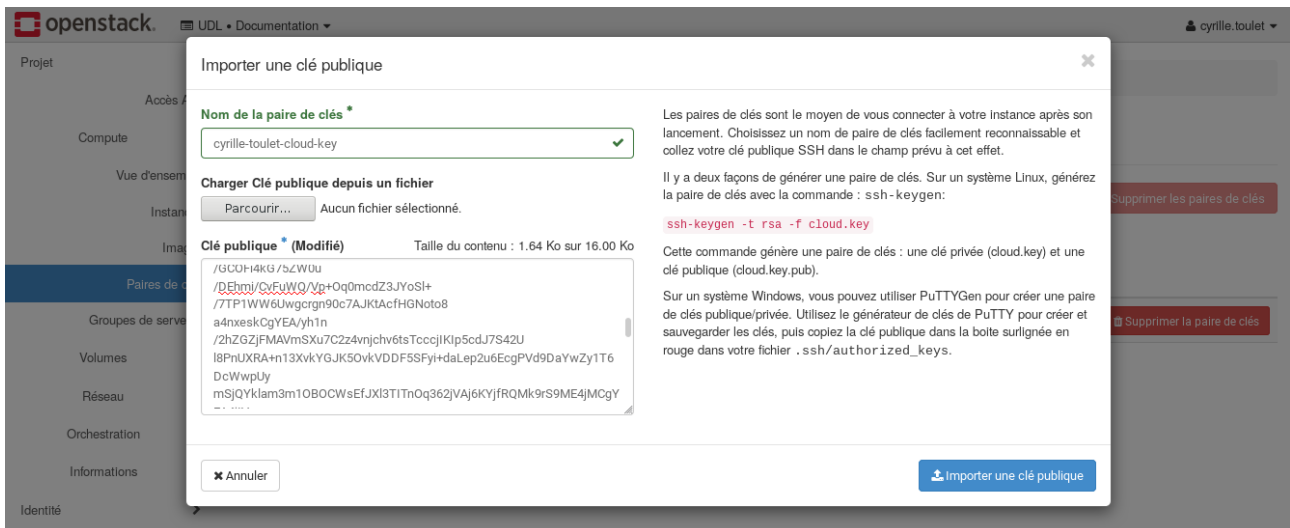 openstack. UDL • Documentation cyrille.toulet
Projet
Accès A
Compute
Vue d'ensem
Instan
Imag
Paires de c
Groupes de serve
Volumes
Réseau
Orchestration
Informations
Identité
Importer une clé publique
Nom de la paire de clés *
cyrille-toulet-cloud-key
Charger Clé publique depuis un fichier
Parcourir... Aucun fichier sélectionné.
Clé publique * (Modifié) Taille du contenu : 1.64 Ko sur 16.00 Ko
/GCOFI4kG75ZW0u
/DEhmi/CvFuWQ/Vp+Oq0mcdZ3JYoSl+
/7TP1WW6Uwgcrgn90c7AJKtAcfHGNoto8
a4nxeskCgYEA/yh1n
/2hZGZjFMAVmSXu7C2z4vnjchv6tsTcccjIKIp5cdJ7S42U
l8PnUXRA+n13XvkYGJK5OvkVDDF5SFyi+daLep2u6EcgPVd9DaYwZy1T6
DcWwpUy
mSjQYklam3m1OBOCWsEfJXl3TITnOq362jVAj6KYjfRQMk9rS9ME4jMCgY
Les paires de clés sont le moyen de vous connecter à votre instance après son
lancement. Choisissez un nom de paire de clés facilement reconnaissable et
collez votre clé publique SSH dans le champ prévu à cet effet.
Il y a deux façons de générer une paire de clés. Sur un système Linux, générez
la paire de clés avec la commande : ssh-keygen:
ssh-keygen -t rsa -f cloud.key
Cette commande génère une paire de clés : une clé privée (cloud.key) et une
clé publique (cloud.key.pub).
Sur un système Windows, vous pouvez utiliser PuTTYGen pour créer une paire
de clés publique/privée. Utilisez le générateur de clés de PuTTY pour créer et
sauvegarder les clés, puis copiez la clé publique dans la boite surlignée en
rouge dans votre fichier .ssh/authorized_keys.
Annuler
Importer une clé publique
Supprimer les paires de clés
Supprimer la paire de clés